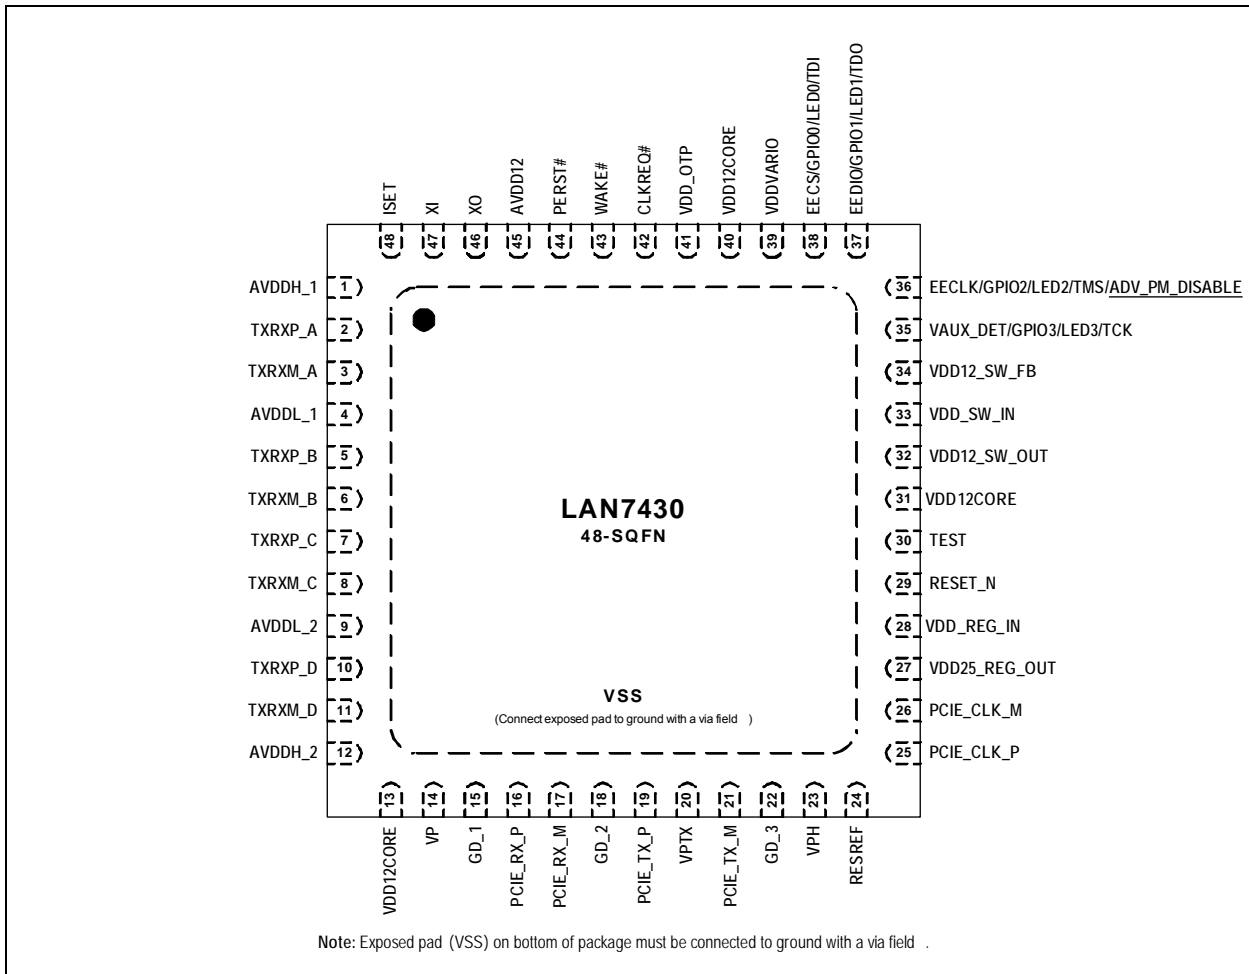 ISET
XI
XO
AVDD12
PERST#
WAKE#
CLKREQ#
VDD_OTP
VDD12CORE
VDDVARIO
EECS/GPIO0/LED0/TDI
EEDIO/GPIO1/LED1/TDO
48
47
46
45
44
43
42
41
40
39
38
37
AVDDH_1 1
TXRXP_A 2
TXRXM_A 3
AVDDL_1 4
TXRXP_B 5
TXRXM_B 6
TXRXP_C 7
TXRXM_C 8
AVDDL_2 9
TXRXP_D 10
TXRXM_D 11
AVDDH_2 12
LAN7430
48-SQFN
VSS
(Connect exposed pad to ground with a via field )
36 EECLK/GPIO2/LED2/TMS/ADV_PM_DISABLE
35 VAUX_DET/GPIO3/LED3/TCK
34 VDD12_SW_FB
33 VDD_SW_IN
32 VDD12_SW_OUT
31 VDD12CORE
30 TEST
29 RESET_N
28 VDD_REG_IN
27 VDD25_REG_OUT
26 PCIE_CLK_M
25 PCIE_CLK_P
13
14
15
16
17
18
19
20
21
22
23
24
VDD12CORE
VP
GD_1
PCIE_RX_P
PCIE_RX_M
GD_2
PCIE_TX_P
VPTX
PCIE_TX_M
GD_3
VPH
RESREF
Note: Exposed pad (VSS) on bottom of package must be connected to ground with a via field .